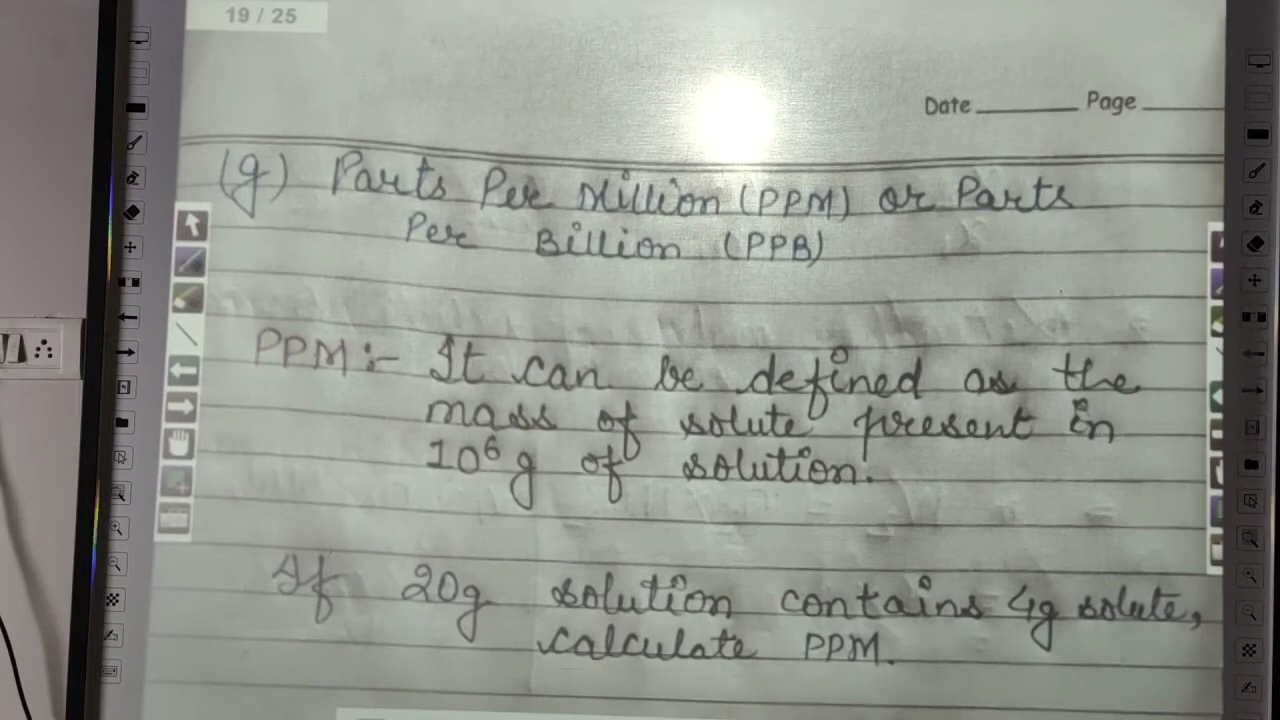 19 / 25
Date Page
(g) Parts Per Million (PPM) or Parts
Per Billion (PPB)
PPM:- It can be defined as the
mass of solute present in
10⁶g of solution.
If 20g solution contains 4g solute,
calculate PPM.